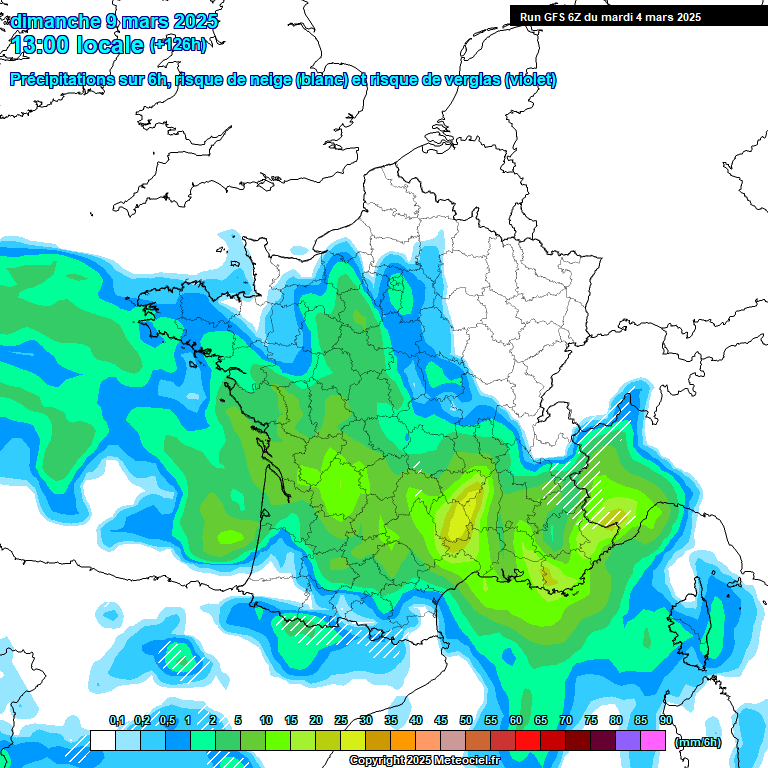 dimanche 9 mars 2025
Run GFS 6Z du mardi 4 mars 2025
13:00 locale (+126h)
Précipitations sur 6h, risque de neige (blanc) et risque de verglas (violet)
0,1 0,2 0,5 1 2 5 10 15 20 25 30 35 40 45 50 55 60 65 70 75 80 85 90
(mm/6h)
Copyright 2025 Meteociel.fr